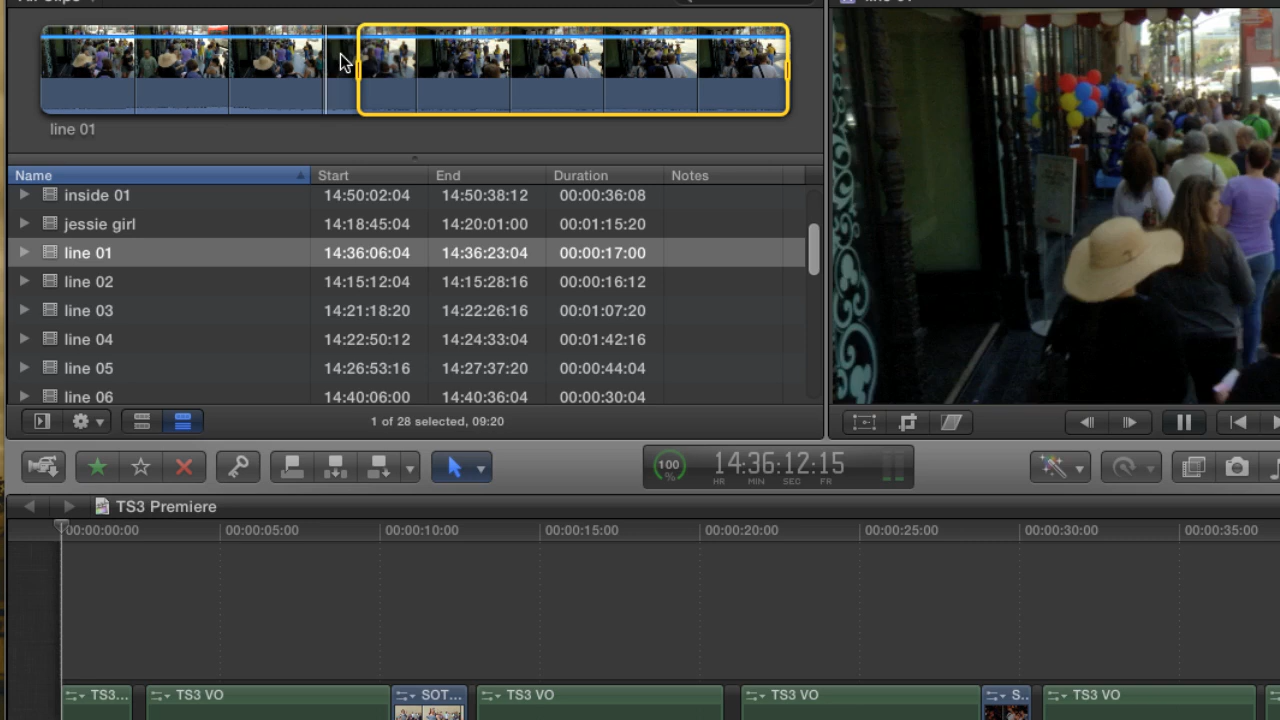 line 01
Name Start End Duration Notes
inside 01 14:50:02:04 14:50:38:12 00:00:36:08
jessie girl 14:18:45:04 14:20:01:00 00:01:15:20
line 01 14:36:06:04 14:36:23:04 00:00:17:00
line 02 14:15:12:04 14:15:28:16 00:00:16:12
line 03 14:21:18:20 14:22:26:16 00:01:07:20
line 04 14:22:50:12 14:24:33:04 00:01:42:16
line 05 14:26:53:16 14:27:37:20 00:00:44:04
line 06 14:40:06:00 14:40:36:04 00:00:30:04
1 of 28 selected, 09:20
100 % 14:36:12:15
HR MIN SEC FR
TS3 Premiere
00:00:00:00 00:00:05:00 00:00:10:00 00:00:15:00 00:00:20:00 00:00:25:00 00:00:30:00 00:00:35:00
TS3... TS3 VO SOT... TS3 VO TS3 VO S.. TS3 VO